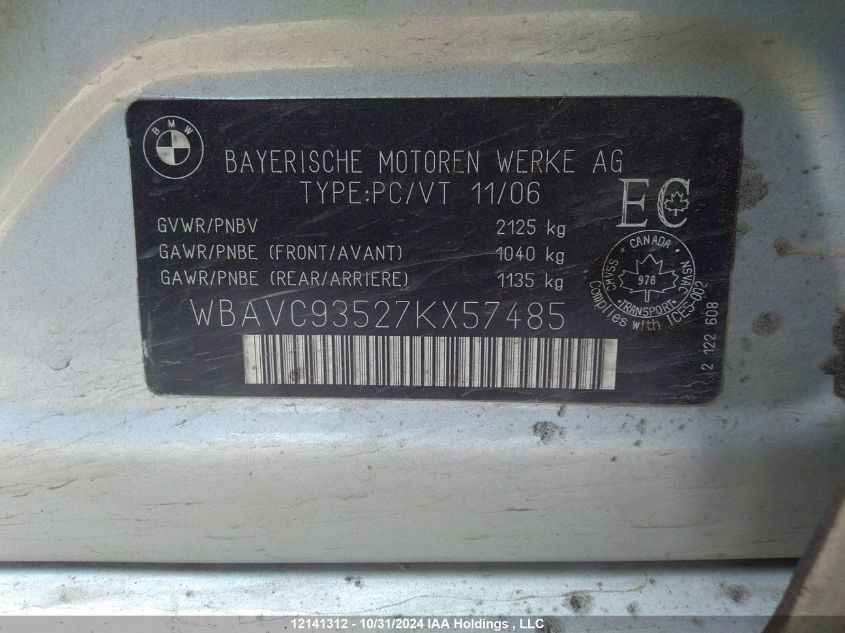 BMW
BAYERISCHE MOTOREN WERKE AG
TYPE:PC/VT 11/06
EC
GVWR/PNBV 2125 kg
GAWR/PNBE (FRONT/AVANT) 1040 kg
GAWR/PNBE (REAR/ARRIERE) 1135 kg
CANADA
CMVSS 978 NSVAC
TRANSPORT
Complies with ICES-002
WBAVC93527KX57485
2 122 608
12141312 - 10/31/2024 IAA Holdings , LLC